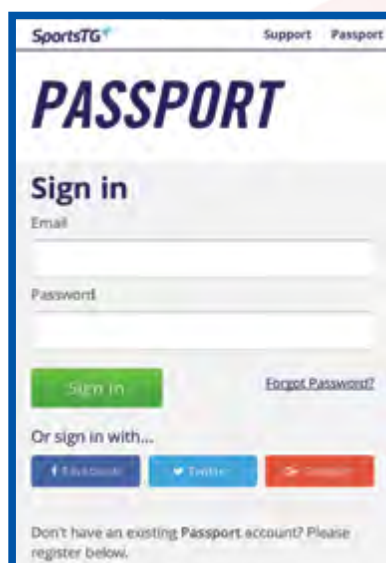 SportsTG Support Passport
PASSPORT
Sign in
Email
Password
Sign in Forgot Password?
Or sign in with...
Facebook Twitter Google+
Don't have an existing Passport account? Please
register below.